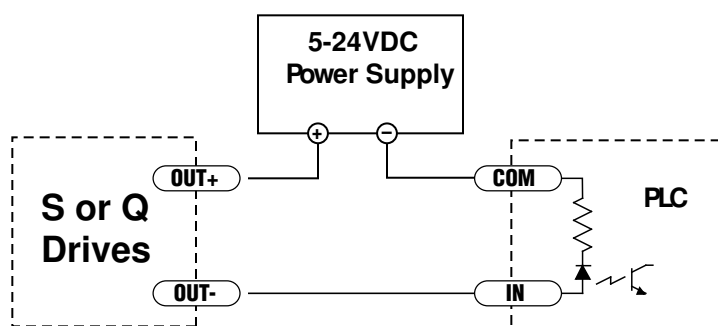 5-24VDC
Power Supply
+
−
OUT+
COM
S or Q
Drives
PLC
OUT-
IN